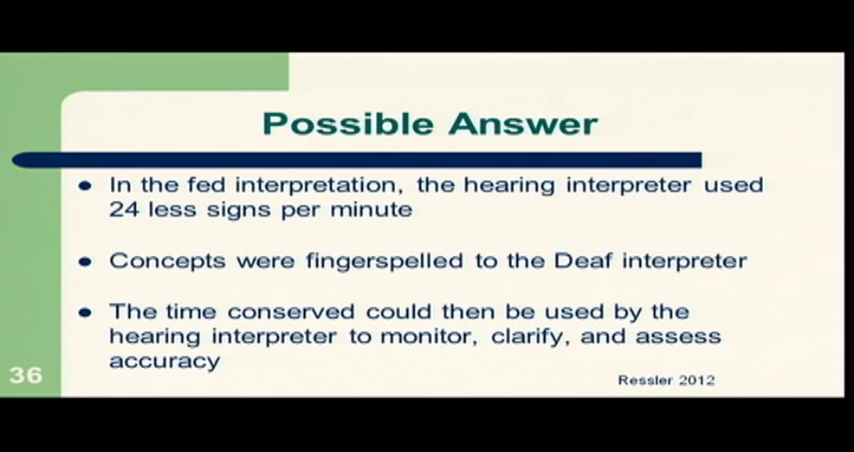 Possible Answer
In the fed interpretation, the hearing interpreter used
24 less signs per minute
Concepts were fingerspelled to the Deaf interpreter
The time conserved could then be used by the
hearing interpreter to monitor, clarify, and assess
accuracy
36
Ressler 2012